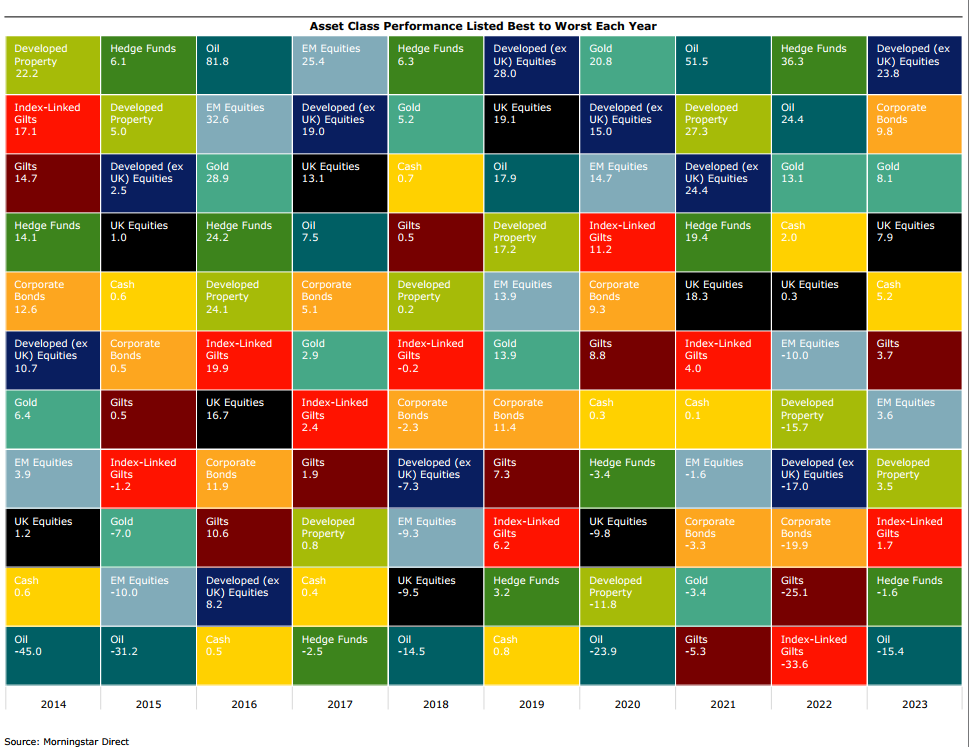 Asset Class Performance Listed Best to Worst Each Year
Developed
Property
22.2
Hedge Funds
6.1
Oil
81.8
EM Equities
25.4
Hedge Funds
6.3
Developed (ex
UK) Equities
28.0
Gold
20.8
Oil
51.5
Hedge Funds
36.3
Developed (ex
UK) Equities
23.8
Index-Linked
Gilts
17.1
Developed
Property
5.0
EM Equities
32.6
Developed (ex
UK) Equities
19.0
Gold
5.2
UK Equities
19.1
Developed (ex
UK) Equities
15.0
Developed
Property
27.3
Oil
24.4
Corporate
Bonds
9.8
Gilts
14.7
Developed (ex
UK) Equities
2.5
Gold
28.9
UK Equities
13.1
Cash
0.7
Oil
17.9
EM Equities
14.7
Developed (ex
UK) Equities
24.4
Gold
13.1
Gold
8.1
Hedge Funds
14.1
UK Equities
1.0
Hedge Funds
24.2
Oil
7.5
Gilts
0.5
Developed
Property
17.2
Index-Linked
Gilts
11.2
Hedge Funds
19.4
Cash
2.0
UK Equities
7.9
Corporate
Bonds
12.6
Cash
0.6
Developed
Property
24.1
Corporate
Bonds
5.1
Developed
Property
0.2
EM Equities
13.9
Corporate
Bonds
9.3
UK Equities
18.3
UK Equities
0.3
Cash
5.2
Developed (ex
UK) Equities
10.7
Corporate
Bonds
0.5
Index-Linked
Gilts
19.9
Gold
2.9
Index-Linked
Gilts
-0.2
Gold
13.9
Gilts
8.8
Index-Linked
Gilts
4.0
EM Equities
-10.0
Gilts
3.7
Gold
6.4
Gilts
0.5
UK Equities
16.7
Index-Linked
Gilts
2.4
Corporate
Bonds
-2.3
Corporate
Bonds
11.4
Cash
0.3
Cash
0.1
Developed
Property
-15.7
EM Equities
3.6
EM Equities
3.9
Index-Linked
Gilts
-1.2
Corporate
Bonds
11.9
Gilts
1.9
Developed (ex
UK) Equities
-7.3
Gilts
7.3
Hedge Funds
-3.4
EM Equities
-1.6
Developed (ex
UK) Equities
-17.0
Developed
Property
3.5
UK Equities
1.2
Gold
-7.0
Gilts
10.6
Developed
Property
0.8
EM Equities
-9.3
Index-Linked
Gilts
6.2
UK Equities
-9.8
Corporate
Bonds
-3.3
Corporate
Bonds
-19.9
Index-Linked
Gilts
1.7
Cash
0.6
EM Equities
-10.0
Developed (ex
UK) Equities
8.2
Cash
0.4
UK Equities
-9.5
Hedge Funds
3.2
Developed
Property
-11.8
Gold
-3.4
Gilts
-25.1
Hedge Funds
-1.6
Oil
-45.0
Oil
-31.2
Cash
0.5
Hedge Funds
-2.5
Oil
-14.5
Cash
0.8
Oil
-23.9
Gilts
-5.3
Index-Linked
Gilts
-33.6
Oil
-15.4
2014 2015 2016 2017 2018 2019 2020 2021 2022 2023
Source: Morningstar Direct